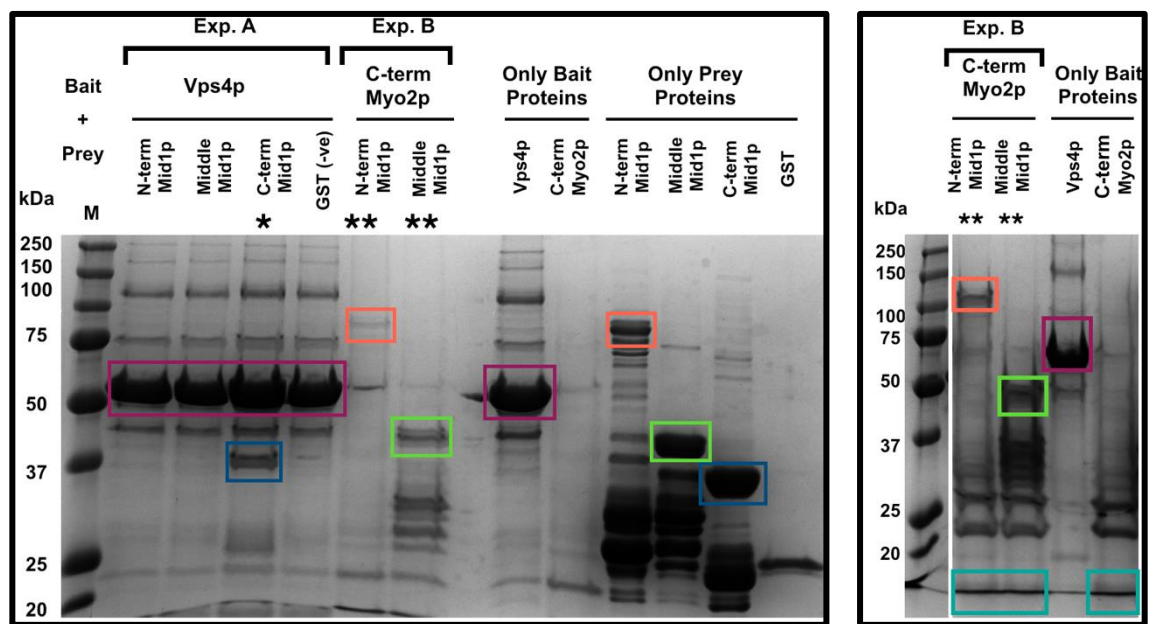 Exp. A
Exp. B
Bait
+
Prey
Vps4p
C-term
Myo2p
Only Bait
Proteins
Only Prey
Proteins
N-term
Mid1p
Middle
Mid1p
C-term
Mid1p
GST (-ve)
N-term
Mid1p
Middle
Mid1p
Vps4p
C-term
Myo2p
N-term
Mid1p
Middle
Mid1p
C-term
Mid1p
GST
kDa
M
*
**
**
250
150
100
75
50
37
25
20
Exp. B
C-term
Myo2p
Only Bait
Proteins
N-term
Mid1p
Middle
Mid1p
Vps4p
C-term
Myo2p
kDa
**
**
250
150
100
75
50
37
25
20